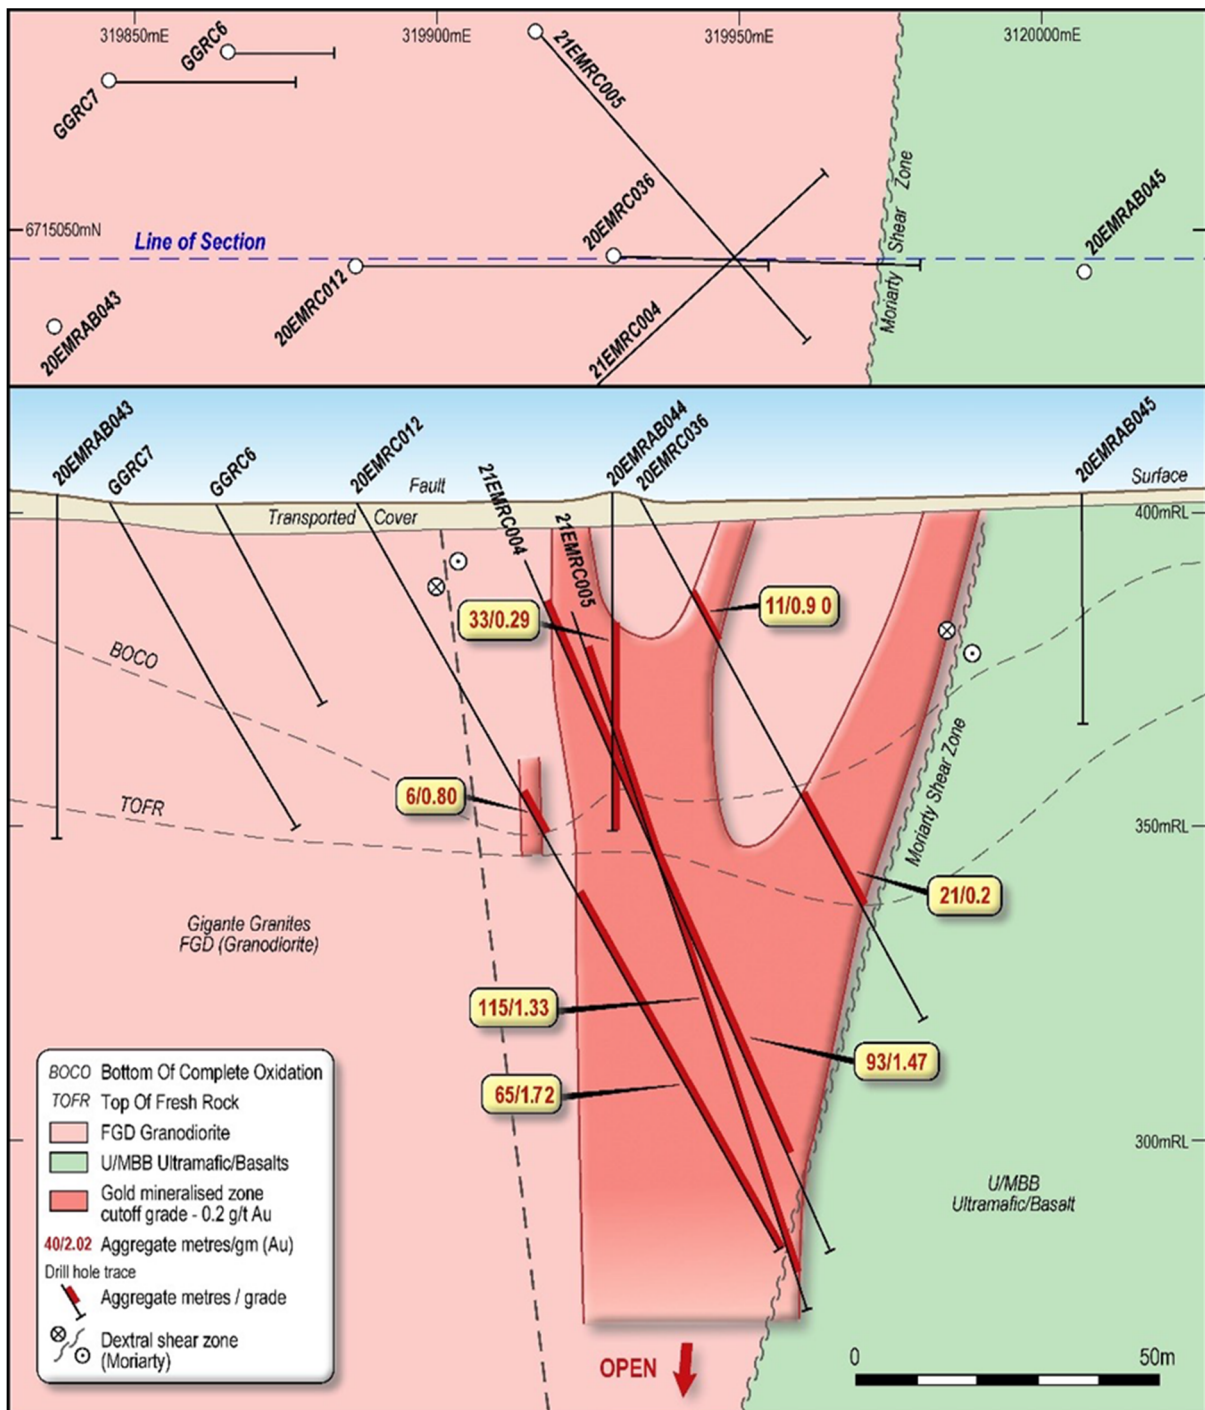 319850mE
319900mE
319950mE
3120000mE
GGRC6
GGRC7
21EMRC005
20EMRC036
Moriarty Shear Zone
20EMRAB045
6715050mN
Line of Section
20EMRC012
21EMRC004
20EMRAB043
20EMRAB043
GGRC7
GGRC6
20EMRC012
Fault
21EMRC004
21EMRC005
20EMRAB044
20EMRC036
20EMRAB045
Surface
Transported Cover
400mRL
33/0.29
11/0.9 0
BOCO
TOFR
6/0.80
Moriarty Shear Zone
350mRL
21/0.2
Gigante Granites
FGD (Granodiorite)
115/1.33
93/1.47
65/1.72
300mRL
U/MBB
Ultramafic/Basalt
BOCO Bottom Of Complete Oxidation
TOFR Top Of Fresh Rock
FGD Granodiorite
U/MBB Ultramafic/Basalts
Gold mineralised zone
cutoff grade - 0.2 g/t Au
40/2.02 Aggregate metres/gm (Au)
Drill hole trace
Aggregate metres / grade
Dextral shear zone
(Moriarty)
OPEN
0 50m